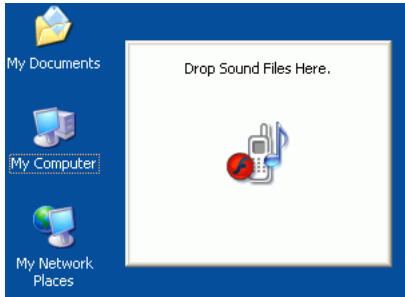 My Documents
Drop Sound Files Here.
My Computer
My Network
Places